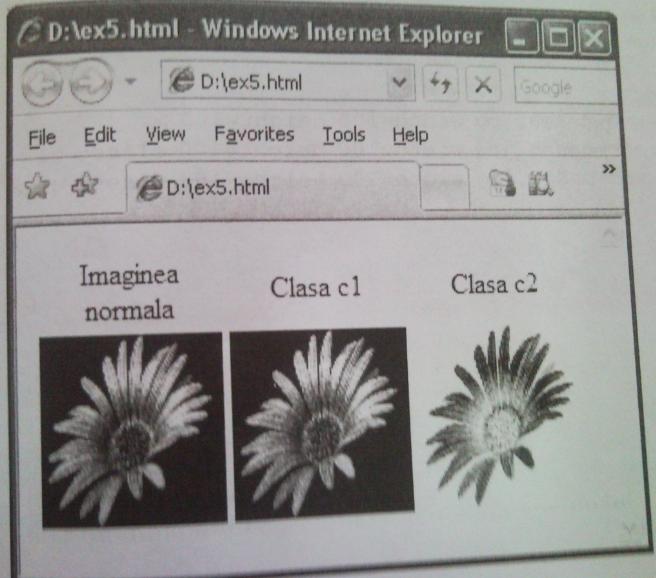 D:\ex5.html - Windows Internet Explorer
D:\ex5.html
Google
File Edit View Favorites Tools Help
D:\ex5.html
»
Imaginea
normala
Clasa c1
Clasa c2